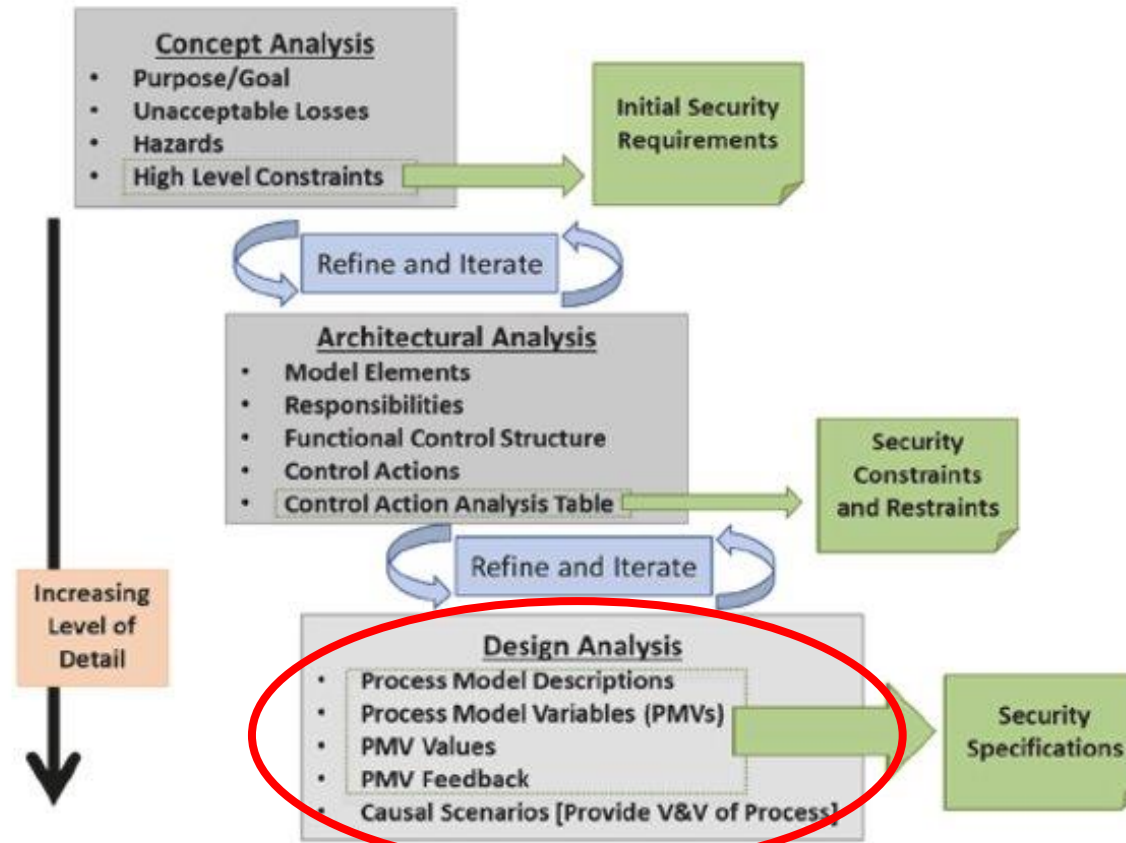 Concept Analysis
• Purpose/Goal
• Unacceptable Losses
• Hazards
• High Level Constraints
Initial Security
Requirements
Refine and Iterate
Architectural Analysis
• Model Elements
• Responsibilities
• Functional Control Structure
• Control Actions
• Control Action Analysis Table
Security
Constraints
and Restraints
Refine and Iterate
Increasing
Level of
Detail
Design Analysis
• Process Model Descriptions
• Process Model Variables (PMVs)
• PMV Values
• PMV Feedback
• Causal Scenarios [Provide V&V of Process]
Security
Specifications